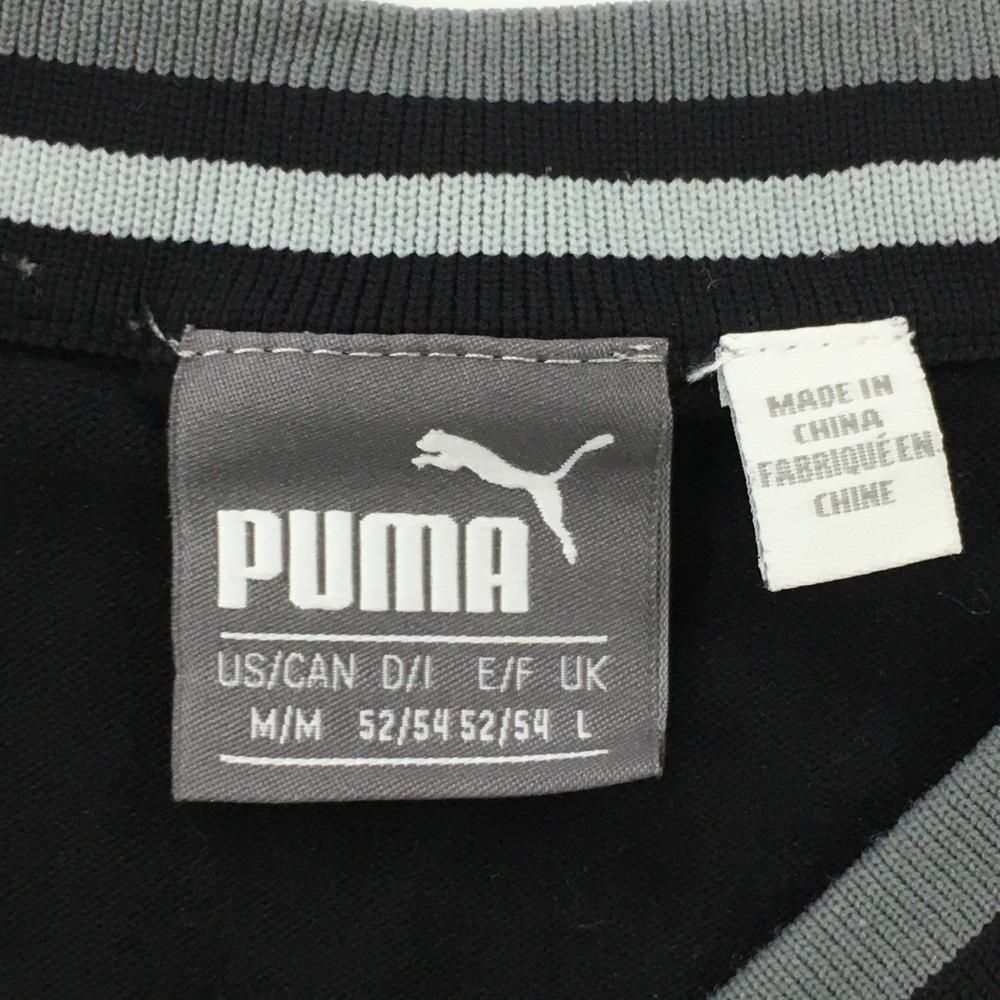 PUMA
US/CAN D/I E/F UK
M/M 52/54 52/54 L
MADE IN
CHINA
FABRIQUÉ EN
CHINE